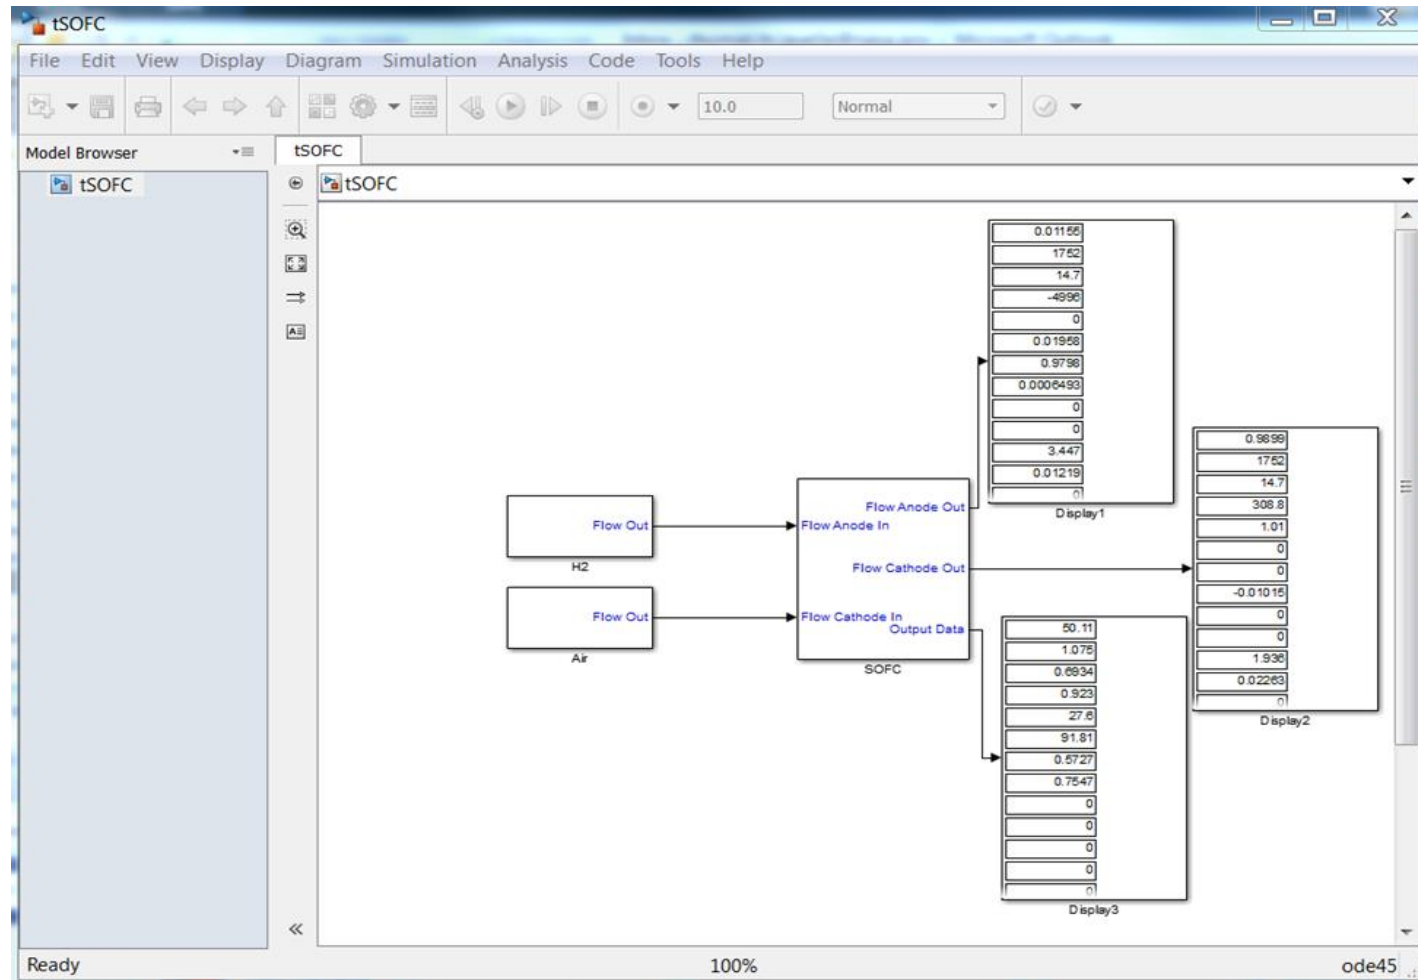 tSOFC
File Edit View Display Diagram Simulation Analysis Code Tools Help
10.0 Normal
Model Browser
tSOFC
tSOFC
tSOFC
0.01155
1752
14.7
-4996
0
0.01958
0.9798
0.0006493
0
0
3.447
0.01219
0
Display1
0.9899
1752
14.7
308.8
1.01
0
0
-0.01015
0
0
1.936
0.02263
0
Display2
Flow Out
H2
Flow Out
Air
Flow Anode Out
Flow Anode In
Flow Cathode Out
Flow Cathode In
Output Data
SOFC
50.11
1.075
0.6934
0.923
27.6
91.81
0.5727
0.7547
0
0
0
0
0
Display3
Ready 100% ode45